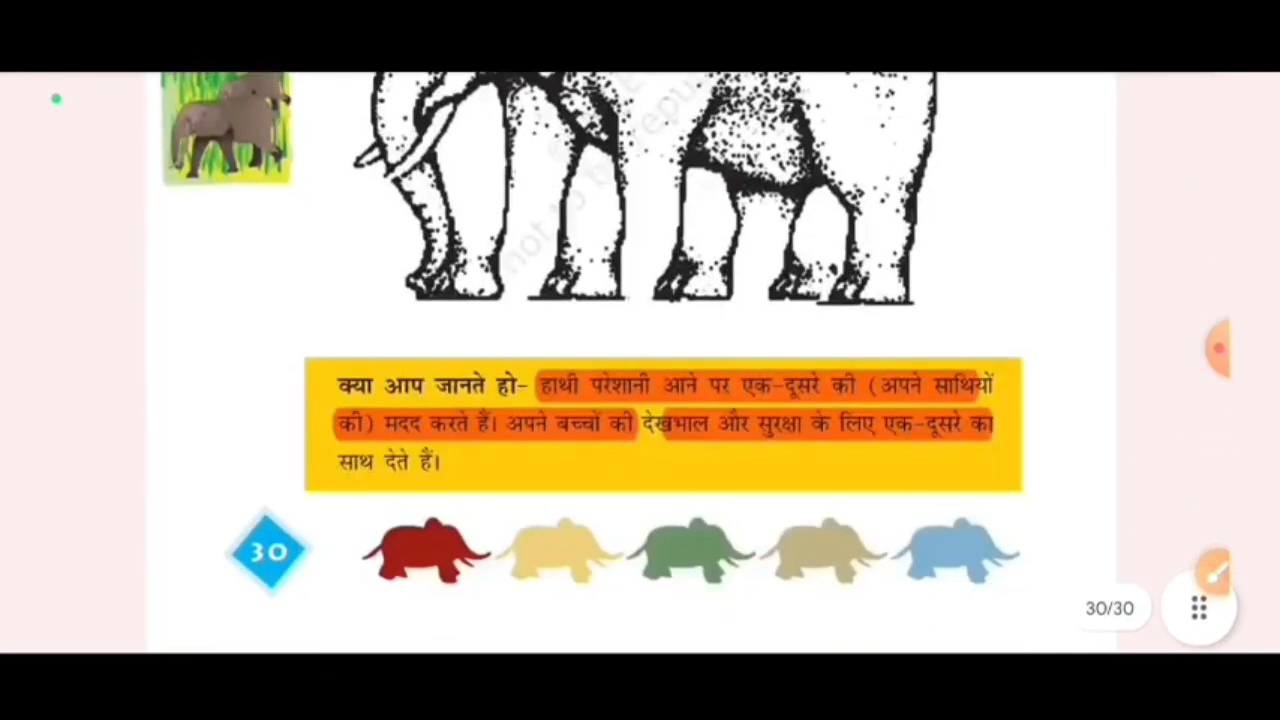 क्या आप जानते हो- हाथी परेशानी आने पर एक-दूसरे की (अपने साथियों
की) मदद करते हैं। अपने बच्चों की देखभाल और सुरक्षा के लिए एक-दूसरे का
साथ देते हैं।
30
30/30